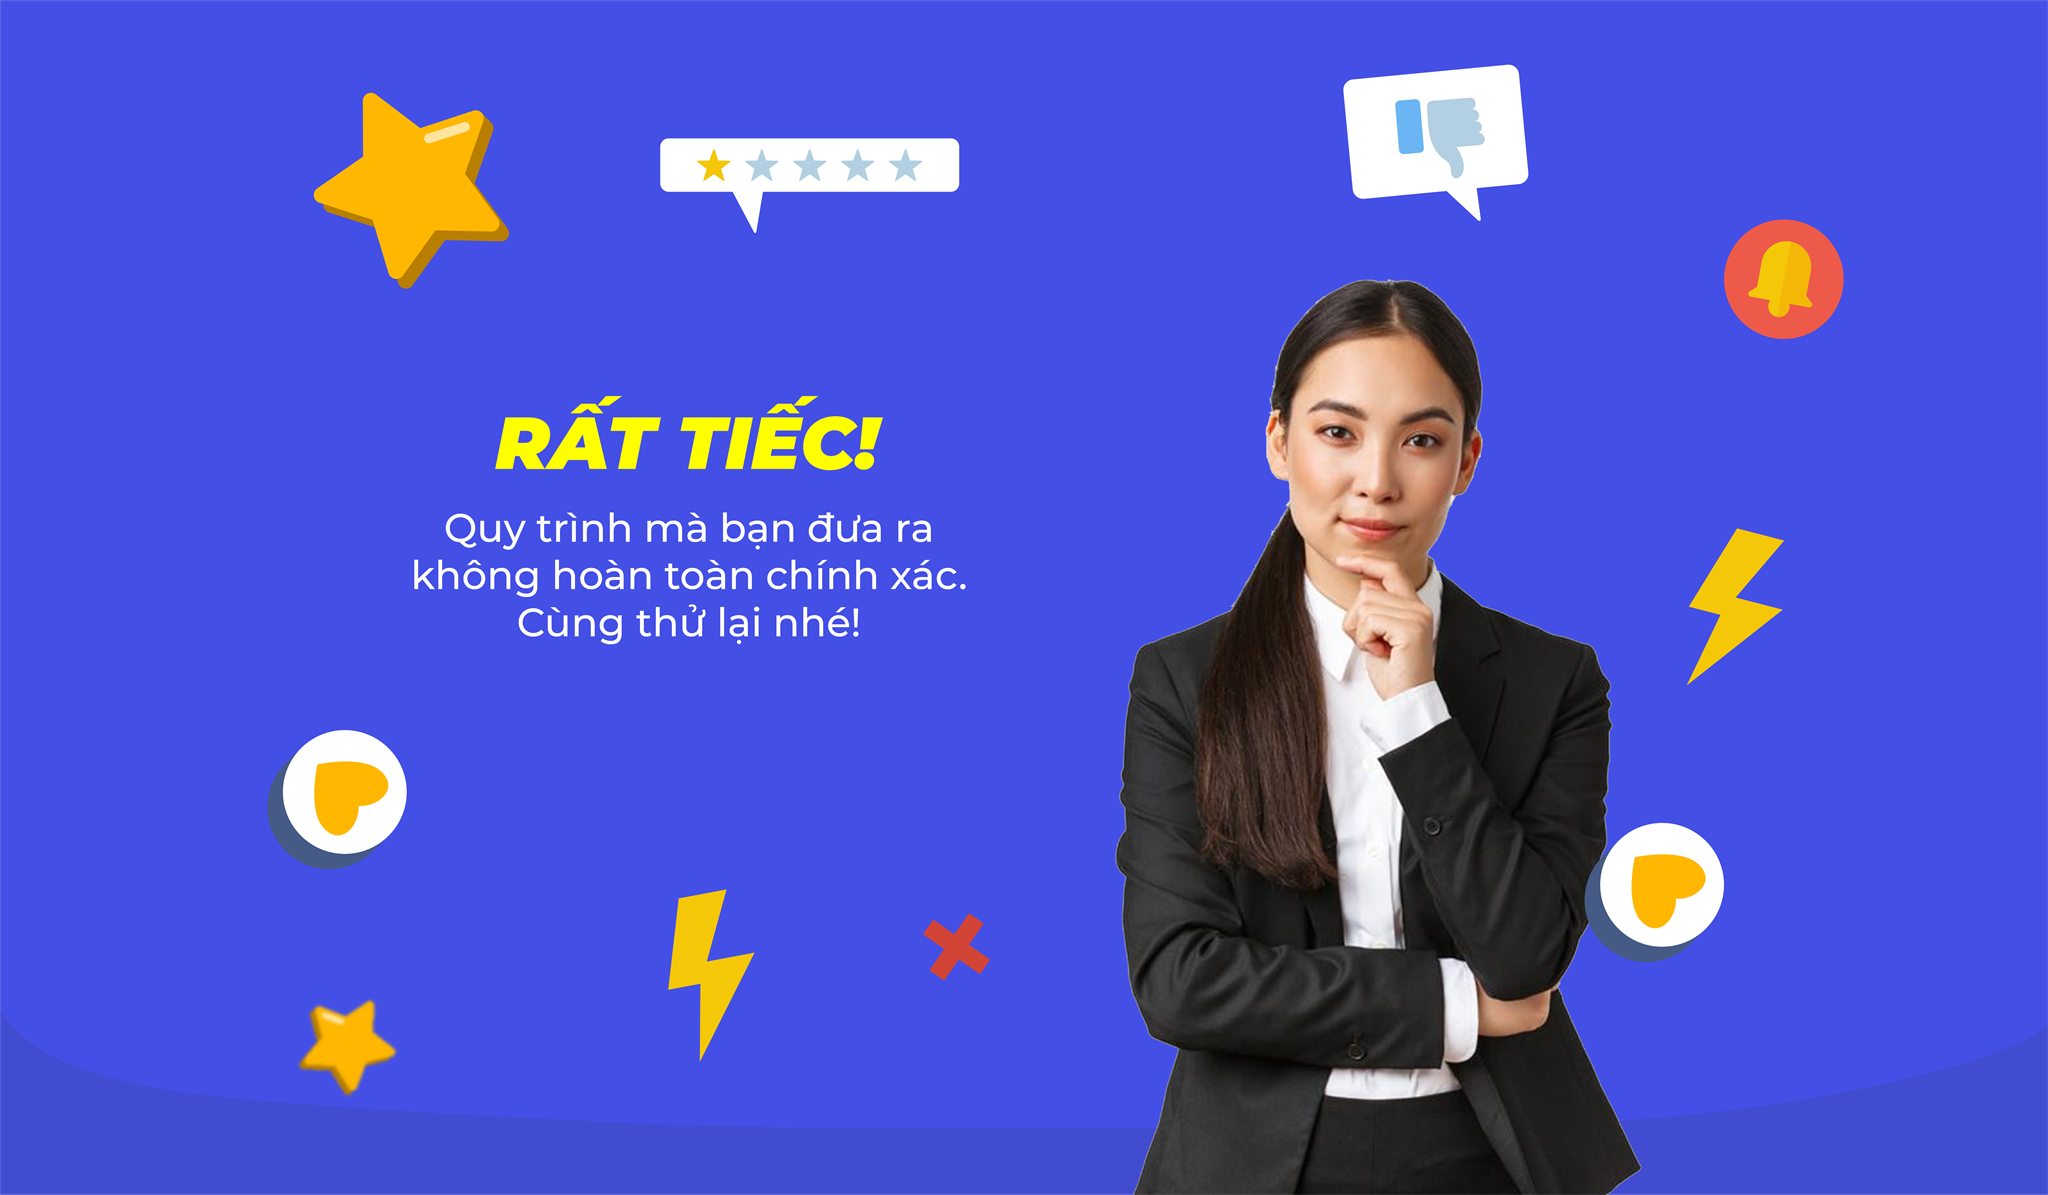 RẤT TIẾC!
Quy trình mà bạn đưa ra
không hoàn toàn chính xác.
Cùng thử lại nhé!